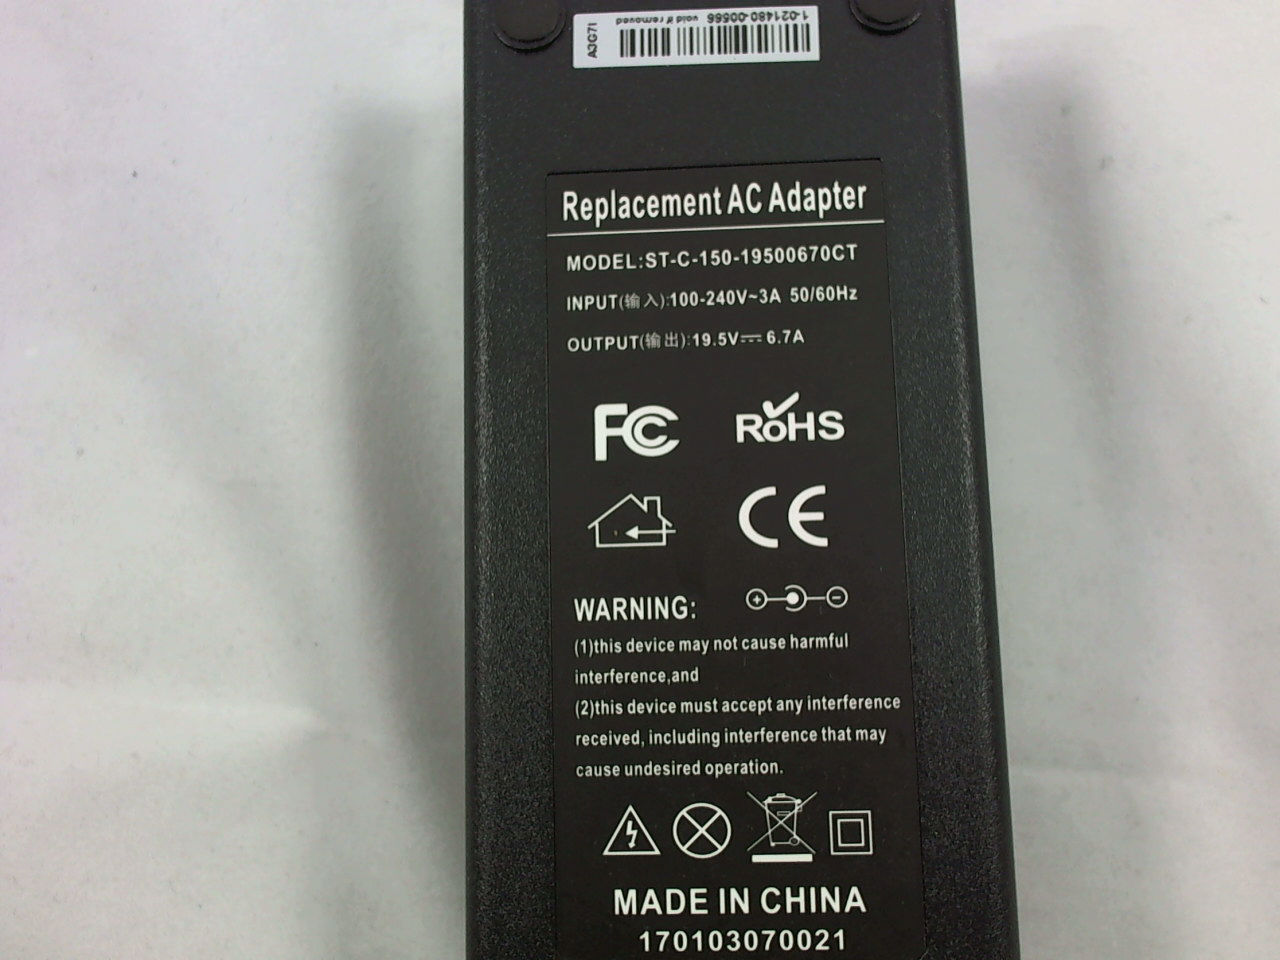 1-021480-00566 void if removed
A3G7I
Replacement AC Adapter
MODEL:ST-C-150-19500670CT
INPUT(输入):100-240V~3A 50/60Hz
OUTPUT(输出):19.5V⎓6.7A
FC
RoHS
CE
WARNING:
(1)this device may not cause harmful
interference,and
(2)this device must accept any interference
received, including interference that may
cause undesired operation.
MADE IN CHINA
170103070021